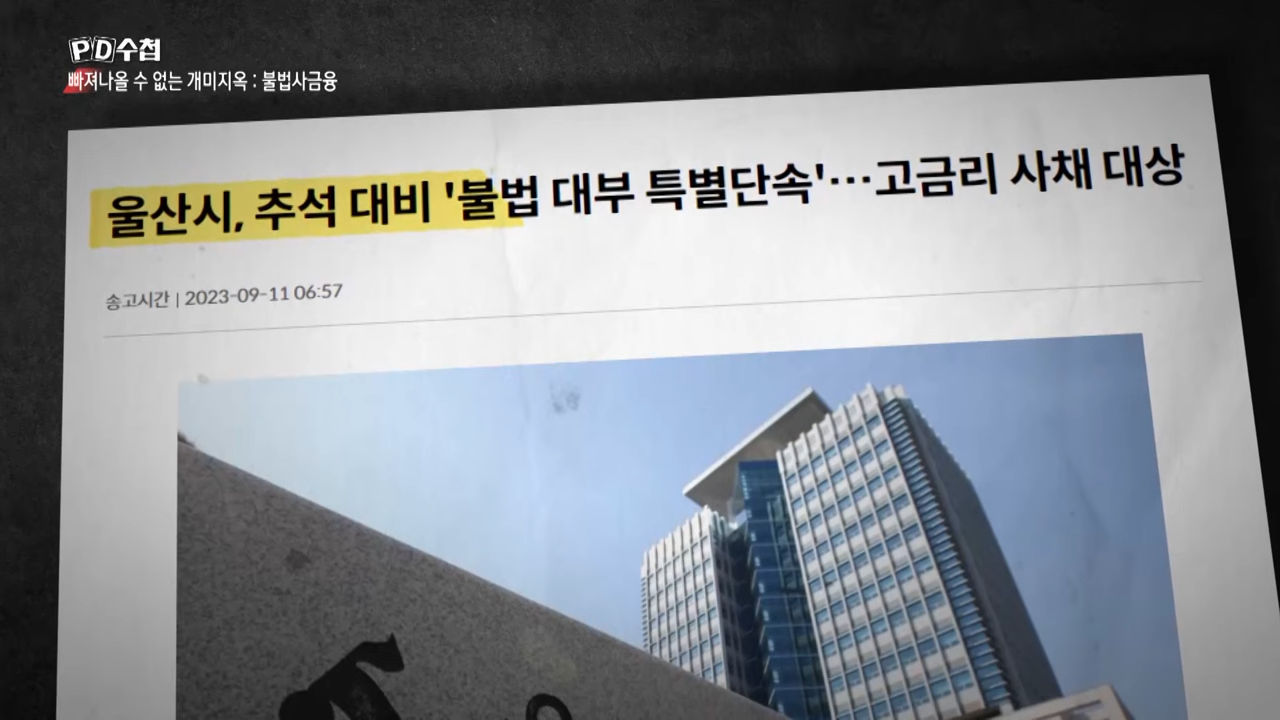 PD수첩
빠져나올 수 없는 개미지옥 : 불법사금융
울산시, 추석 대비 '불법 대부 특별단속'…고금리 사채 대상
송고시간 | 2023-09-11 06:57